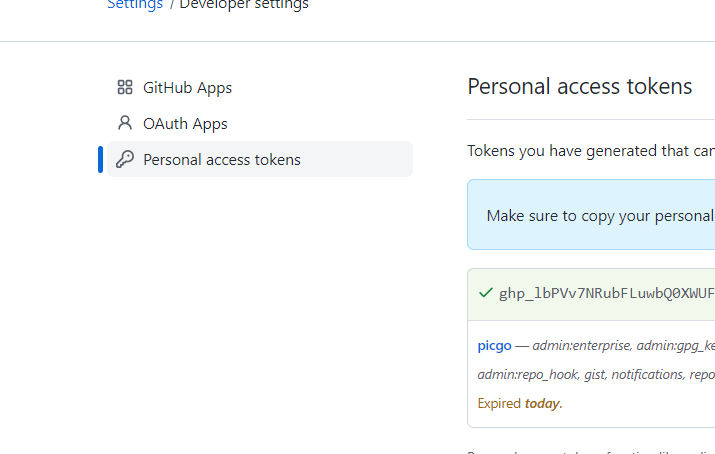 Settings / Developer settings
GitHub Apps
OAuth Apps
Personal access tokens
Personal access tokens
Tokens you have generated that can
Make sure to copy your personal
ghp_lbPVv7NRubFLuwbQ0XWUF
picgo — admin:enterprise, admin:gpg_ke
admin:repo_hook, gist, notifications, repo
Expired today.